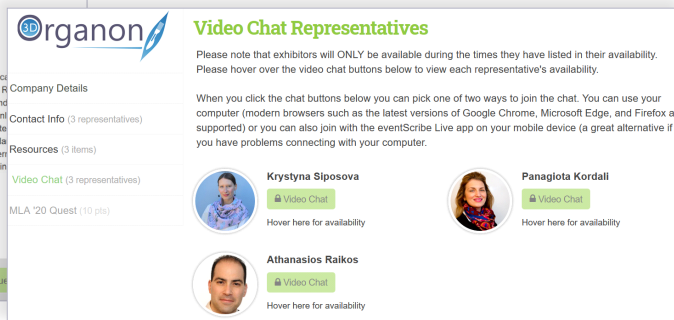 3D Organon
Company Details
Contact Info (3 representatives)
Resources (3 items)
Video Chat (3 representatives)
MLA '20 Quest (10 pts)
Video Chat Representatives
Please note that exhibitors will ONLY be available during the times they have listed in their availability.
Please hover over the video chat buttons below to view each representative's availability.
When you click the chat buttons below you can pick one of two ways to join the chat. You can use your
computer (modern browsers such as the latest versions of Google Chrome, Microsoft Edge, and Firefox a
supported) or you can also join with the eventScribe Live app on your mobile device (a great alternative if
you have problems connecting with your computer.
Krystyna Siposova
Video Chat
Hover here for availability
Panagiota Kordali
Video Chat
Hover here for availability
Athanasios Raikos
Video Chat
Hover here for availability